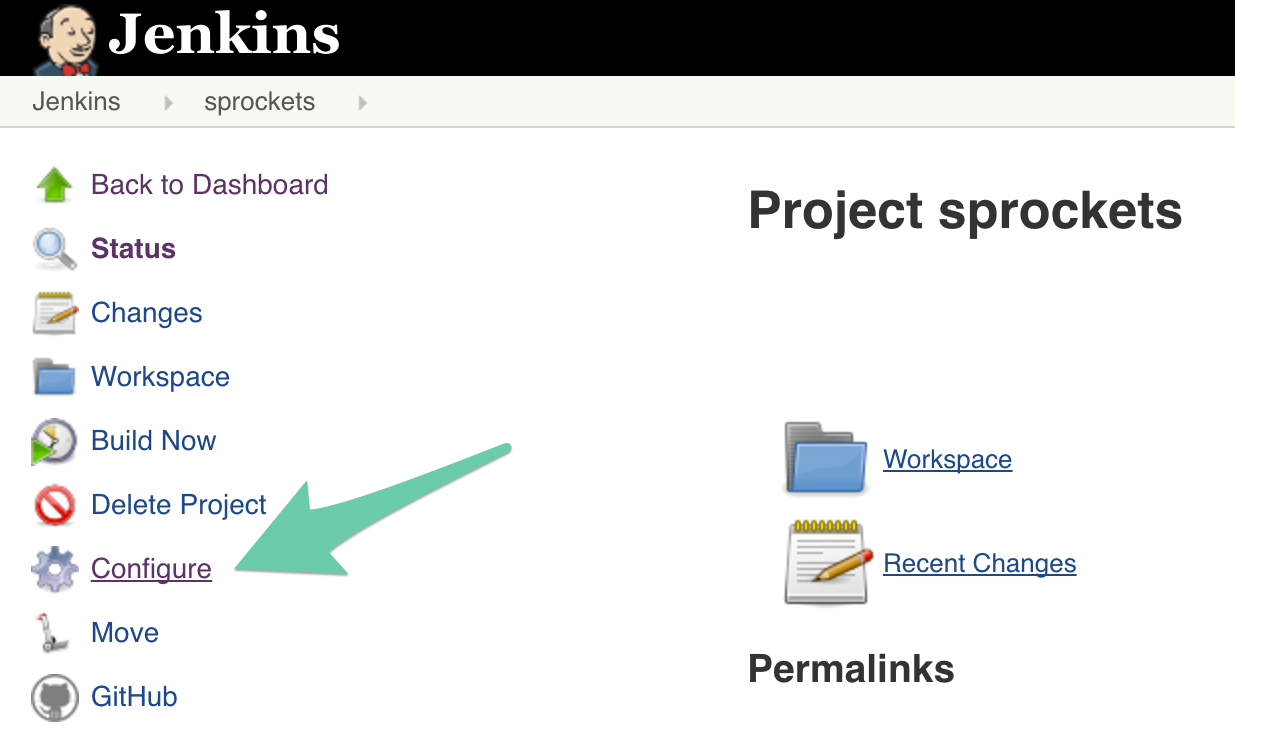 Jenkins
Jenkins sprockets
Back to Dashboard
Status
Changes
Workspace
Build Now
Delete Project
Configure
Move
GitHub
Project sprockets
Workspace
Recent Changes
Permalinks